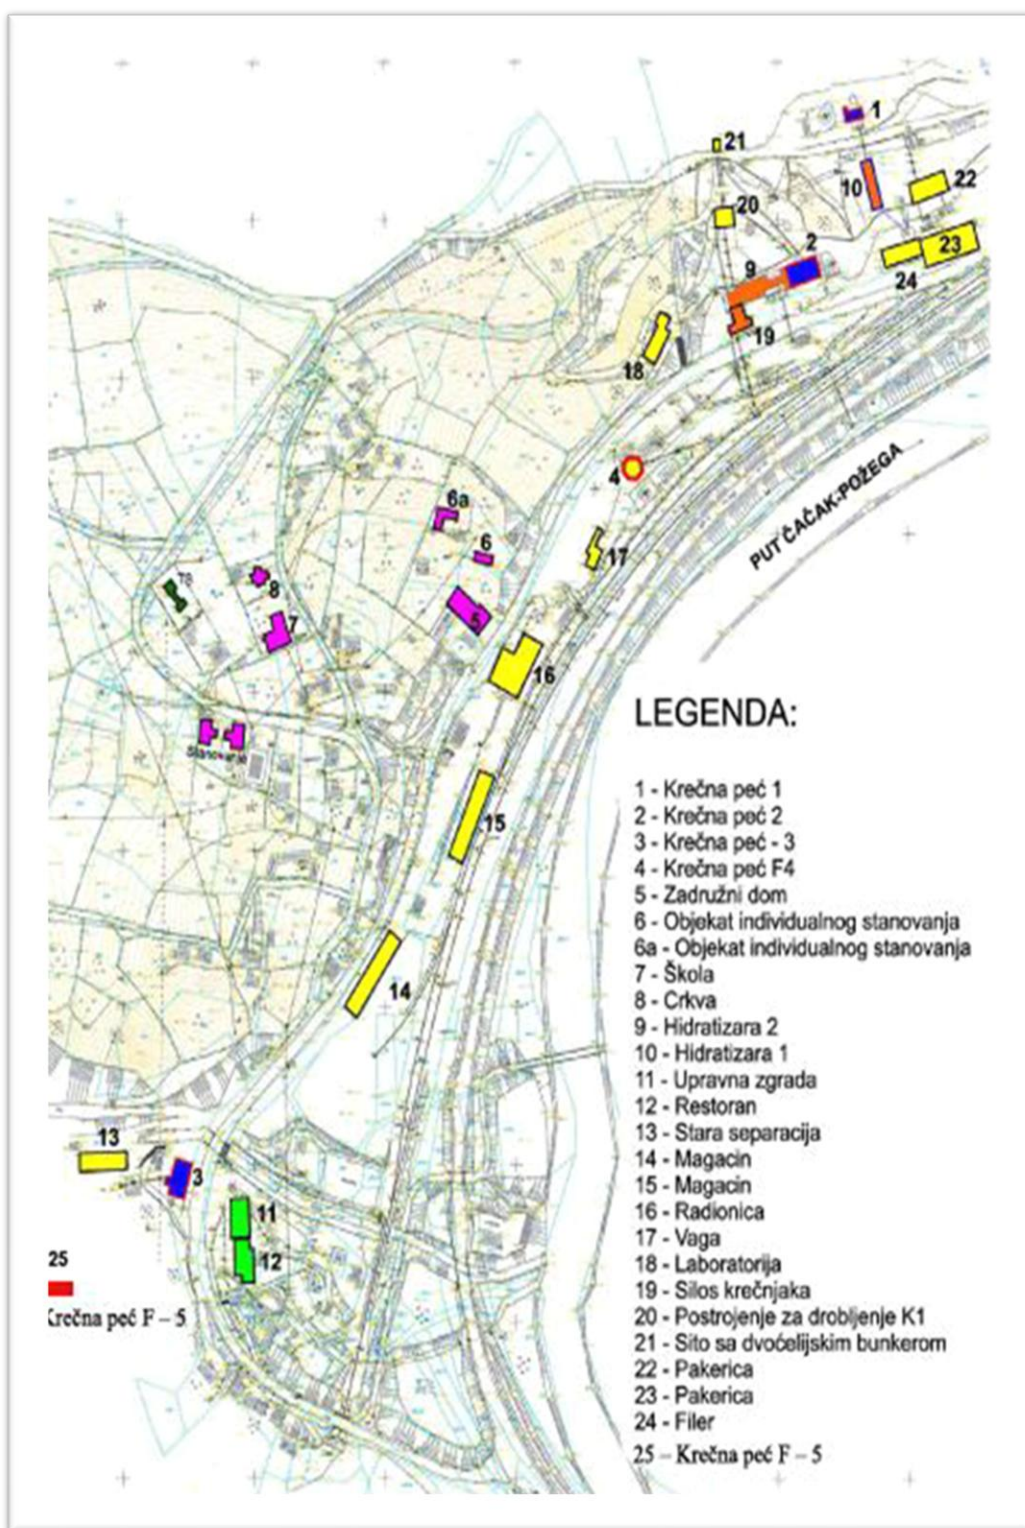 1
21
10
22
20
2
23
9
24
19
18
4
PUT ČAČAK-POŽEGA
6a
6
17
8
7
5
16
Stanovanje
15
14
13
3
11
12
25
Krečna peć F – 5
LEGENDA:
1 - Krečna peć 1
2 - Krečna peć 2
3 - Krečna peć - 3
4 - Krečna peć F4
5 - Zadružni dom
6 - Objekat individualnog stanovanja
6a - Objekat individualnog stanovanja
7 - Škola
8 - Crkva
9 - Hidratizara 2
10 - Hidratizara 1
11 - Upravna zgrada
12 - Restoran
13 - Stara separacija
14 - Magacin
15 - Magacin
16 - Radionica
17 - Vaga
18 - Laboratorija
19 - Silos krečnjaka
20 - Postrojenje za drobljenje K1
21 - Sito sa dvoćelijskim bunkerom
22 - Pakerica
23 - Pakerica
24 - Filer
25 – Krečna peć F – 5